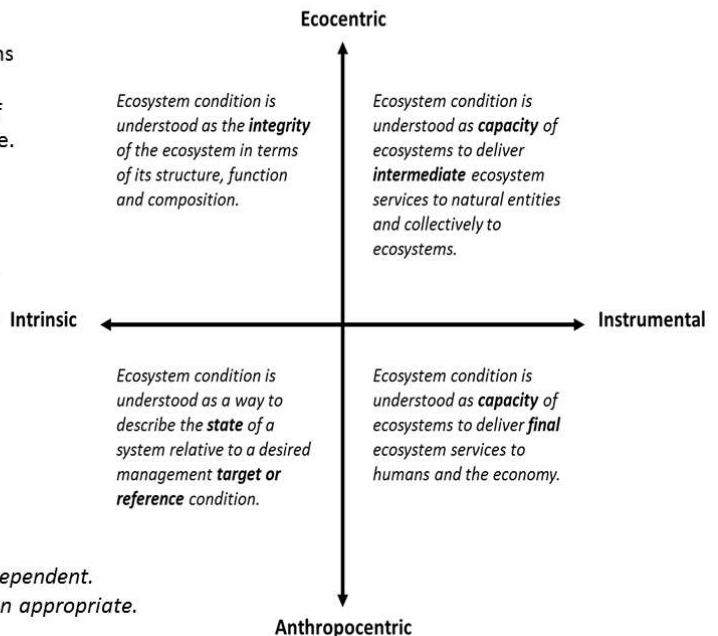 Ecocentric
ns
f
e.
Ecosystem condition is
understood as the integrity
of the ecosystem in terms
of its structure, function
and composition.
Ecosystem condition is
understood as capacity of
ecosystems to deliver
intermediate ecosystem
services to natural entities
and collectively to
ecosystems.
Intrinsic
Instrumental
Ecosystem condition is
understood as a way to
describe the state of a
system relative to a desired
management target or
reference condition.
Ecosystem condition is
understood as capacity of
ecosystems to deliver final
ecosystem services to
humans and the economy.
ependent.
n appropriate.
Anthropocentric